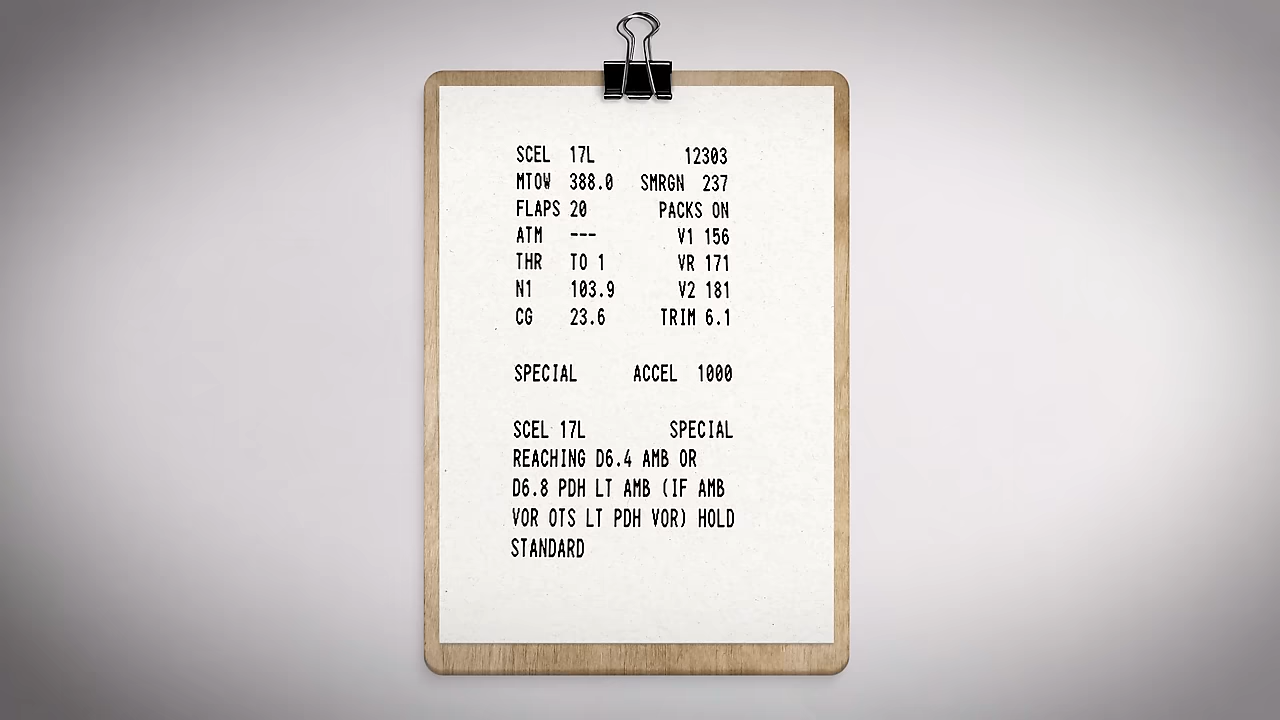 SCEL 17L 12303
MTOW 388.0 SMRGN 237
FLAPS 20 PACKS ON
ATM --- V1 156
THR TO 1 VR 171
N1 103.9 V2 181
CG 23.6 TRIM 6.1
SPECIAL ACCEL 1000
SCEL 17L SPECIAL
REACHING D6.4 AMB OR
D6.8 PDH LT AMB (IF AMB
VOR OTS LT PDH VOR) HOLD
STANDARD